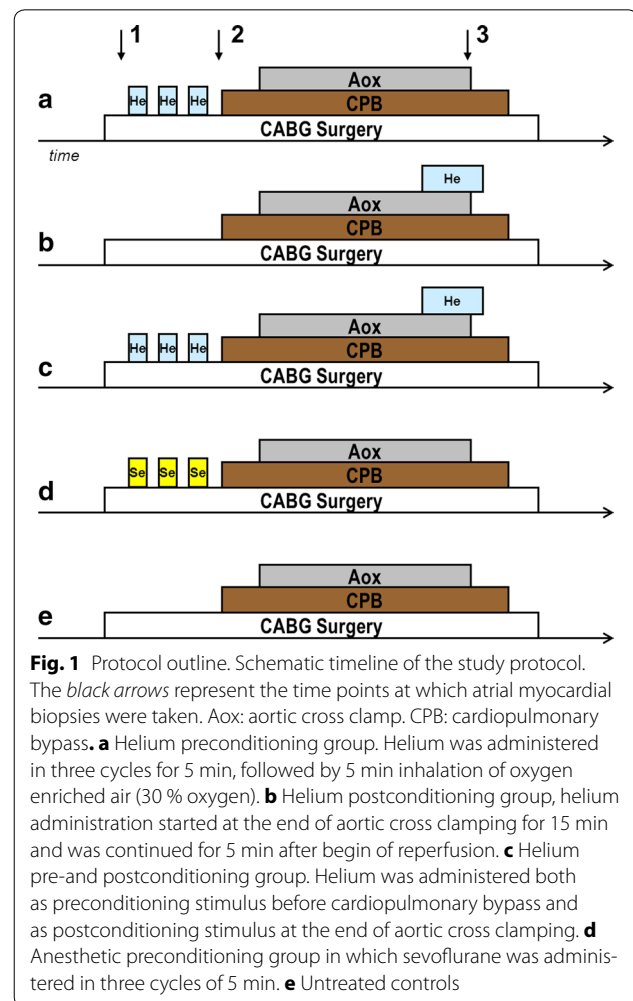 1 2 3
Aox
He He He CPB
a CABG Surgery
time
He
Aox
CPB
b CABG Surgery
He
Aox
He He He CPB
c CABG Surgery
Aox
Se Se Se CPB
d CABG Surgery
Aox
CPB
e CABG Surgery
Fig. 1 Protocol outline. Schematic timeline of the study protocol.
The black arrows represent the time points at which atrial myocardial
biopsies were taken. Aox: aortic cross clamp. CPB: cardiopulmonary
bypass. a Helium preconditioning group. Helium was administered
in three cycles for 5 min, followed by 5 min inhalation of oxygen
enriched air (30 % oxygen). b Helium postconditioning group, helium
administration started at the end of aortic cross clamping for 15 min
and was continued for 5 min after begin of reperfusion. c Helium
pre-and postconditioning group. Helium was administered both
as preconditioning stimulus before cardiopulmonary bypass and
as postconditioning stimulus at the end of aortic cross clamping. d
Anesthetic preconditioning group in which sevoflurane was adminis-
tered in three cycles of 5 min. e Untreated controls